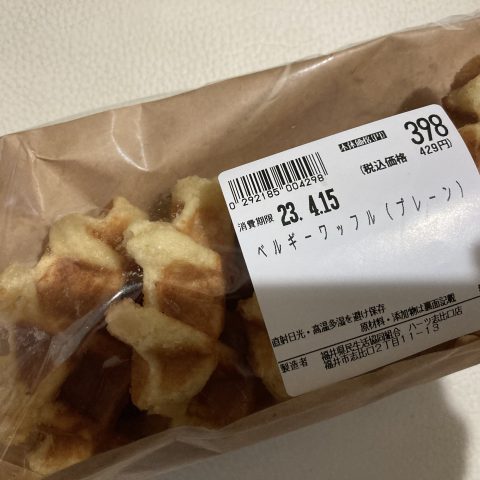 本体価格(円) 398
(税込価格 429円)
0 292185 004298
消費期限 23. 4.15
ベルギーワッフル(プレーン)
直射日光・高温多湿を避け保存
原材料・添加物は裏面記載
製造者 福井県民生活協同組合 ハーツ志比口店
福井市志比口2丁目11-13